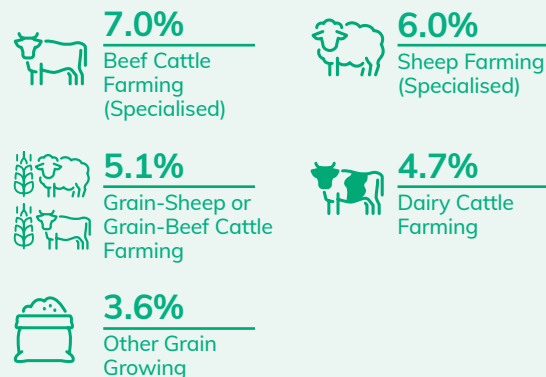 7.0%
Beef Cattle
Farming
(Specialised)
6.0%
Sheep Farming
(Specialised)
5.1%
Grain-Sheep or
Grain-Beef Cattle
Farming
4.7%
Dairy Cattle
Farming
3.6%
Other Grain
Growing